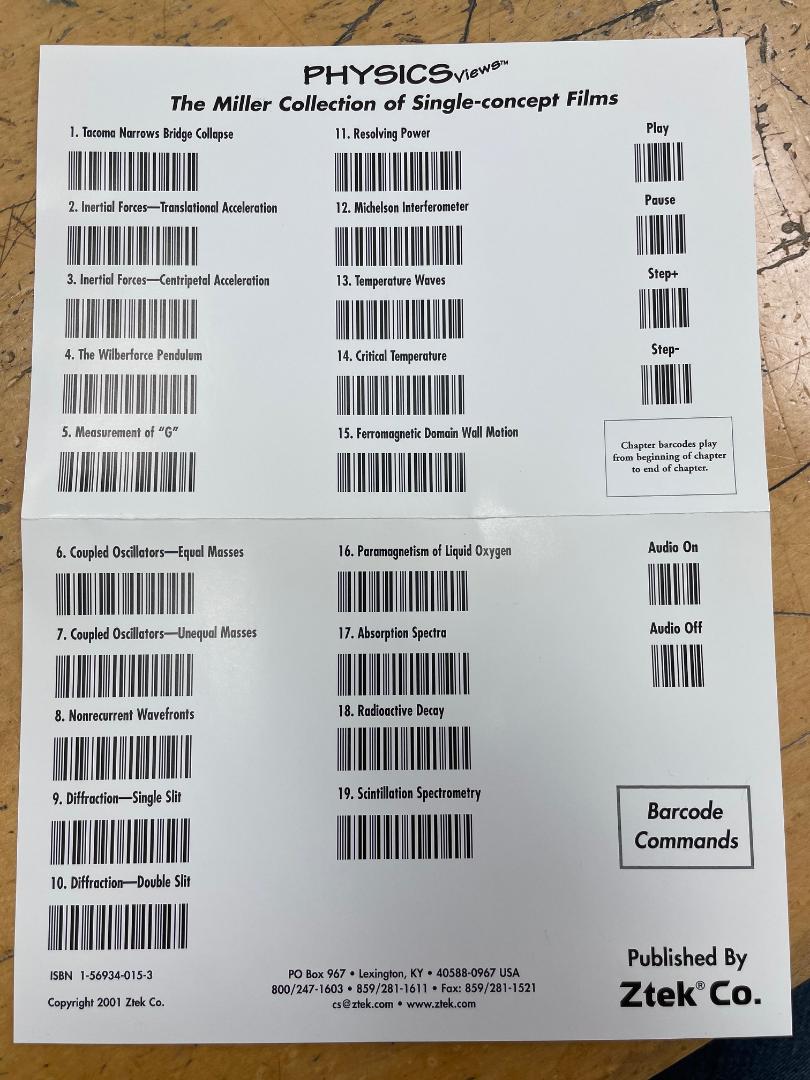 PHYSICSViews™
The Miller Collection of Single-concept Films
1. Tacoma Narrows Bridge Collapse
2. Inertial Forces—Translational Acceleration
3. Inertial Forces—Centripetal Acceleration
4. The Wilberforce Pendulum
5. Measurement of “G”
6. Coupled Oscillators—Equal Masses
7. Coupled Oscillators—Unequal Masses
8. Nonrecurrent Wavefronts
9. Diffraction—Single Slit
10. Diffraction—Double Slit
11. Resolving Power
12. Michelson Interferometer
13. Temperature Waves
14. Critical Temperature
15. Ferromagnetic Domain Wall Motion
16. Paramagnetism of Liquid Oxygen
17. Absorption Spectra
18. Radioactive Decay
19. Scintillation Spectrometry
Play
Pause
Step+
Step-
Chapter barcodes play
from beginning of chapter
to end of chapter.
Audio On
Audio Off
Barcode
Commands
ISBN 1-56934-015-3
Copyright 2001 Ztek Co.
PO Box 967 • Lexington, KY • 40588-0967 USA
800/247-1603 • 859/281-1611 • Fax: 859/281-1521
cs@ztek.com • www.ztek.com
Published By
Ztek® Co.